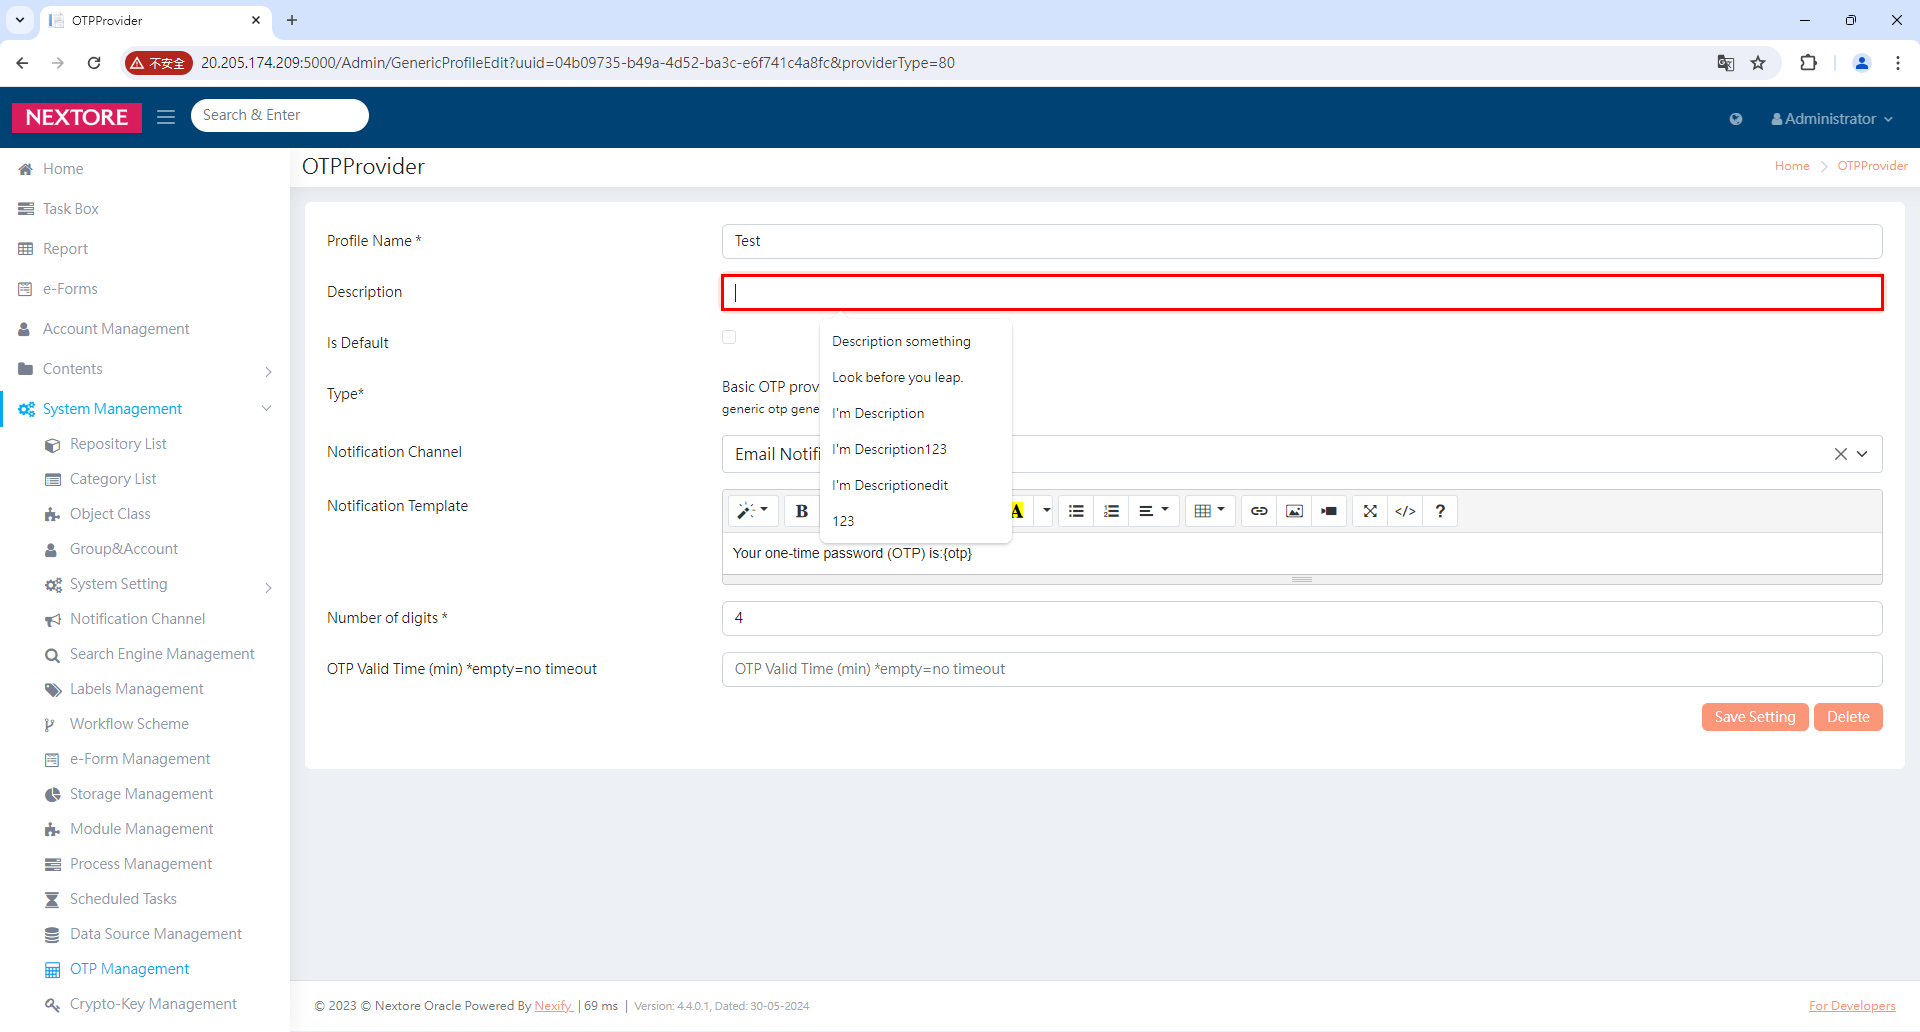 OTPProvider
不安全
20.205.174.209:5000/Admin/GenericProfileEdit?uuid=04b09735-b49a-4d52-ba3c-e6f741c4a8fc&providerType=80
NEXTORE
Search & Enter
Administrator
Home
Task Box
Report
e-Forms
Account Management
Contents
System Management
Repository List
Category List
Object Class
Group&Account
System Setting
Notification Channel
Search Engine Management
Labels Management
Workflow Scheme
e-Form Management
Storage Management
Module Management
Process Management
Scheduled Tasks
Data Source Management
OTP Management
Crypto-Key Management
OTPProvider
Home OTPProvider
Profile Name *
Test
Description
Description something
Look before you leap.
I'm Description
I'm Description123
I'm Descriptionedit
123
Is Default
Type*
Basic OTP prov
generic otp gene
Notification Channel
Email Notifi
Notification Template
B A </> ?
Your one-time password (OTP) is:{otp}
Number of digits *
4
OTP Valid Time (min) *empty=no timeout
OTP Valid Time (min) *empty=no timeout
Save Setting Delete
© 2023 © Nextore Oracle Powered By Nexify | 69 ms | Version: 4.4.0.1, Dated: 30-05-2024
For Developers